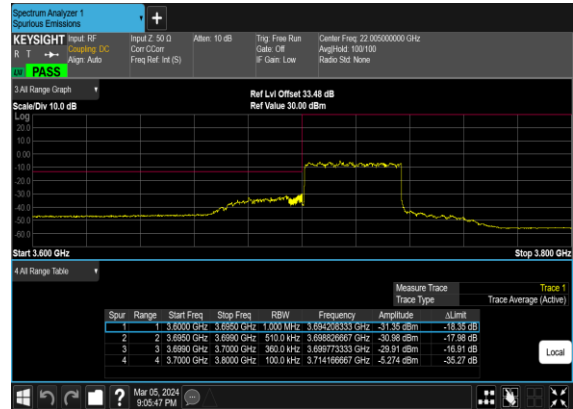 Spectrum Analyzer 1
Spurious Emissions
+
KEYSIGHT Input: RF Input Z: 50 Ω Atten: 10 dB Trig: Free Run Center Freq: 22.005000000 GHz
R T Coupling: DC Corr CCorr Gate: Off Avg|Hold: 100/100
Align: Auto Freq Ref: Int (S) IF Gain: Low Radio Std: None
LW PASS
3 All Range Graph
Ref Lvl Offset 33.48 dB
Scale/Div 10.0 dB Ref Value 30.00 dBm
Log
20.0
10.0
0.00
-10.0
-20.0
-30.0
-40.0
-50.0
-60.0
Start 3.600 GHz Stop 3.800 GHz
4 All Range Table
Measure Trace Trace 1
Trace Type Trace Average (Active)
Spur Range Start Freq Stop Freq RBW Frequency Amplitude ΔLimit
1 1 3.6000 GHz 3.6950 GHz 1.000 MHz 3.694208333 GHz -31.35 dBm -18.35 dB
2 2 3.6950 GHz 3.6990 GHz 510.0 kHz 3.698826667 GHz -30.98 dBm -17.98 dB
3 3 3.6990 GHz 3.7000 GHz 360.0 kHz 3.699773333 GHz -29.91 dBm -16.91 dB
4 4 3.7000 GHz 3.8000 GHz 100.0 kHz 3.714166667 GHz -5.274 dBm -35.27 dB
Local
?
Mar 05, 2024
9:05:47 PM